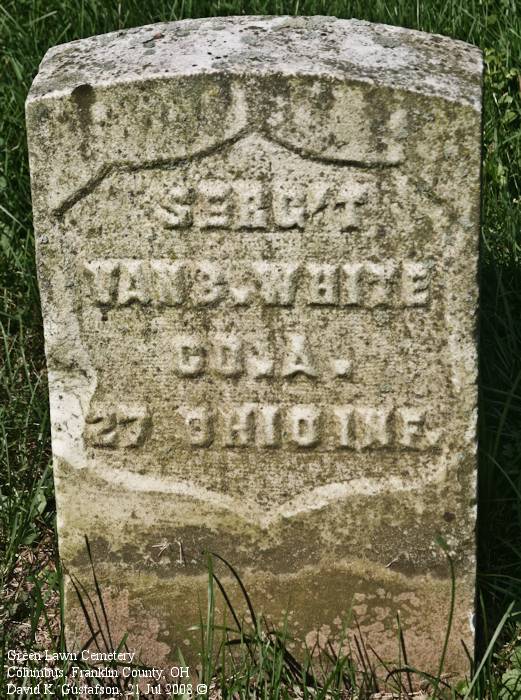 SERG'T
VAN S. WHITE
CO. A.
27 OHIO INF.
Green Lawn Cemetery
Columbus, Franklin County, OH
David K. Gustafson, 21 Jul 2008 ©